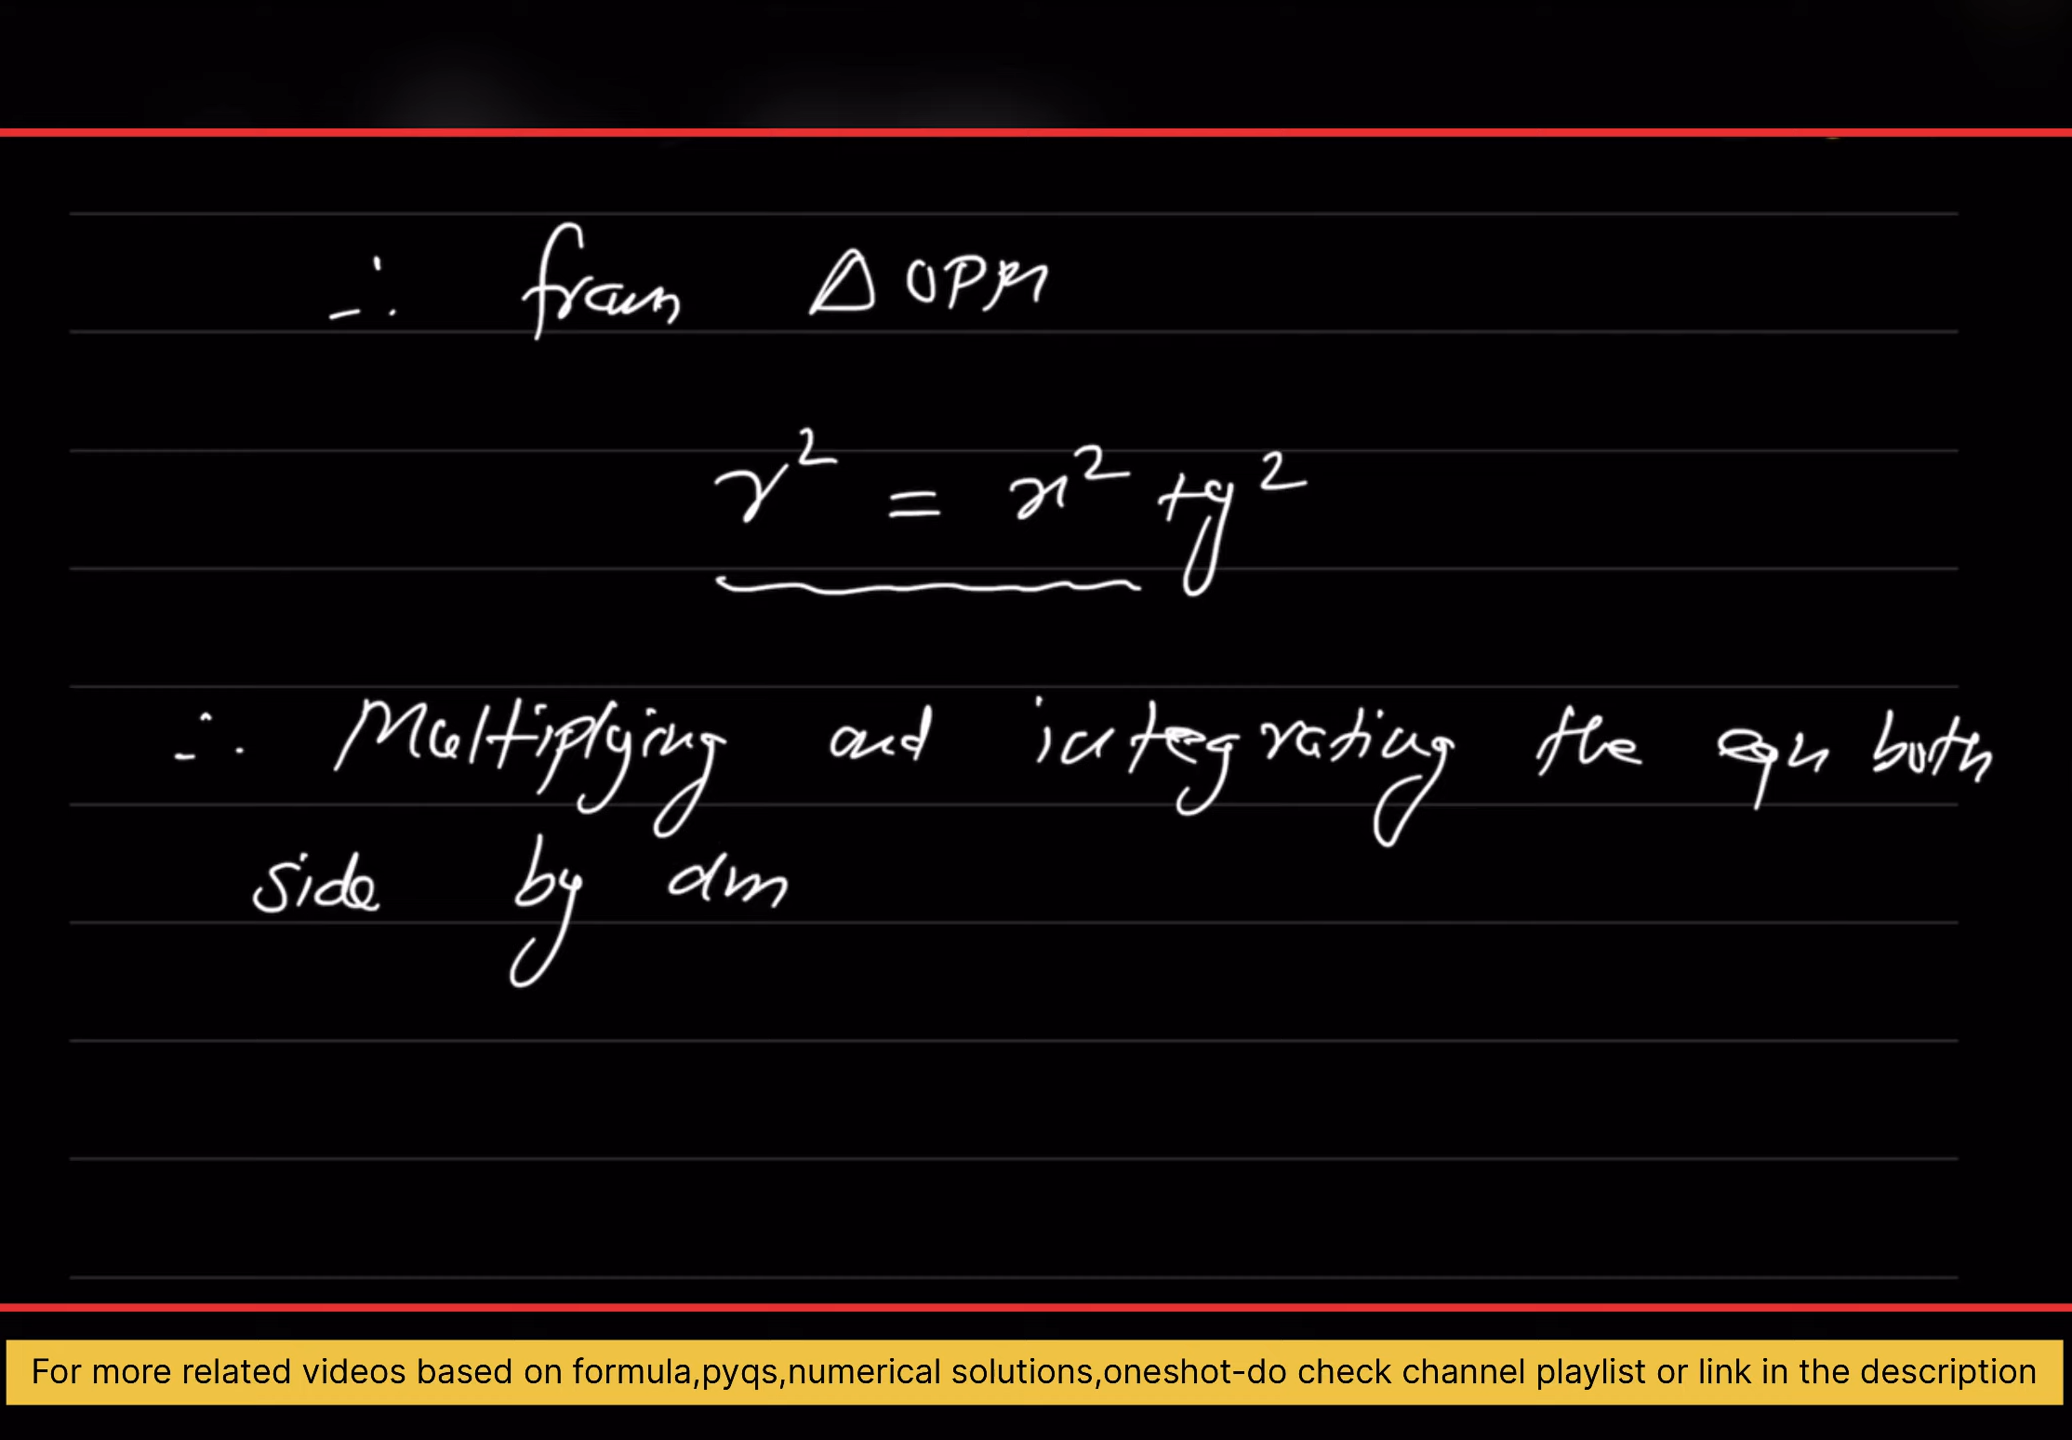 ∴ from △OPM
r² = x² + y²
∴ Multiplying and integrating the eqn both
side by dm
For more related videos based on formula,pyqs,numerical solutions,oneshot-do check channel playlist or link in the description